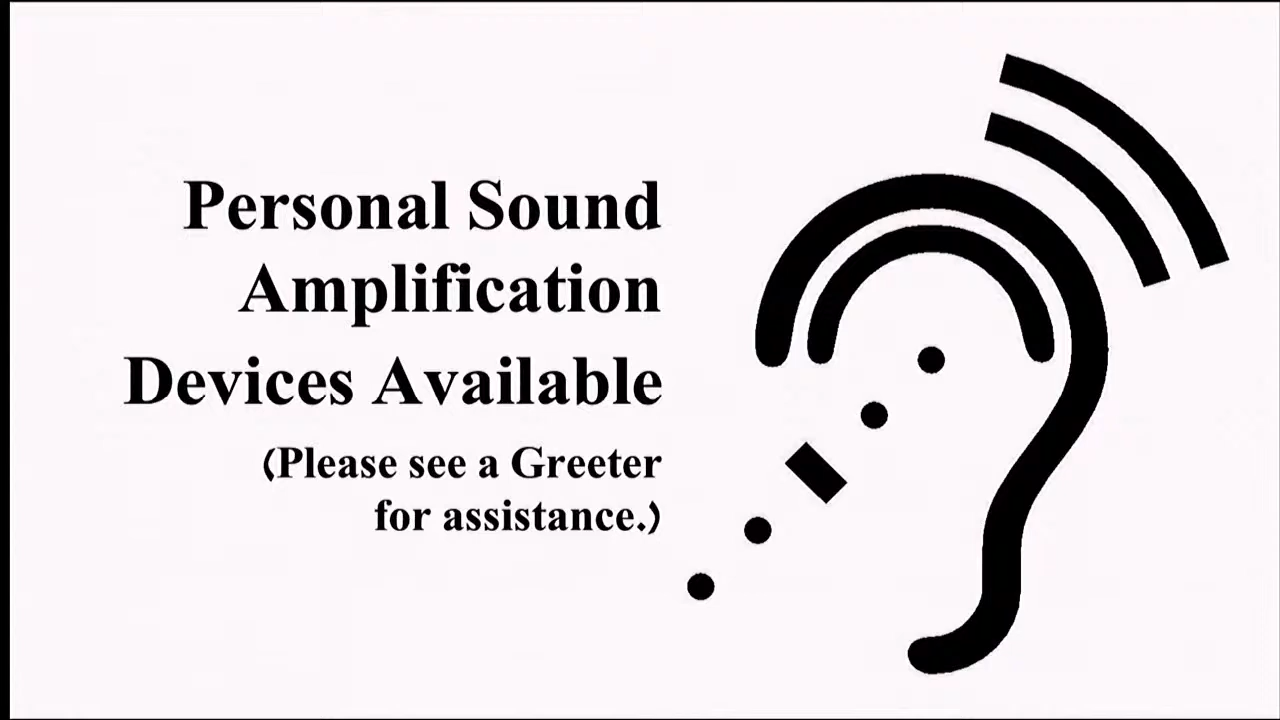 Personal Sound
Amplification
Devices Available
(Please see a Greeter
for assistance.)